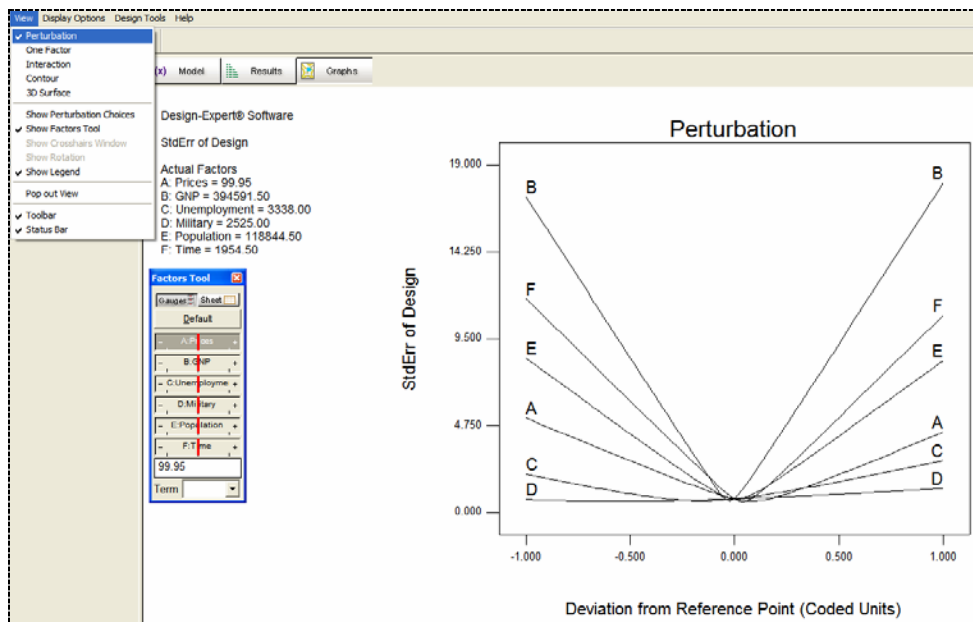 View Display Options Design Tools Help
Perturbation
One Factor
Interaction
Contour
3D Surface
Show Perturbation Choices
Show Factors Tool
Show Crosshairs Window
Show Rotation
Show Legend
Pop out View
Toolbar
Status Bar
(x) Model Results Graphs
Design-Expert® Software
StdErr of Design
Actual Factors
A: Prices = 99.95
B: GNP = 394591.50
C: Unemployment = 3338.00
D: Military = 2525.00
E: Population = 118844.50
F: Time = 1954.50
Factors Tool
Gauges Sheet
Default
A:Prices
B:GNP
C:Unemployme
D:Military
E:Population
F:Time
99.95
Term
Perturbation
StdErr of Design
19.000
14.250
9.500
4.750
0.000
B
F
E
A
C
D
B
F
E
A
C
D
-1.000 -0.500 0.000 0.500 1.000
Deviation from Reference Point (Coded Units)